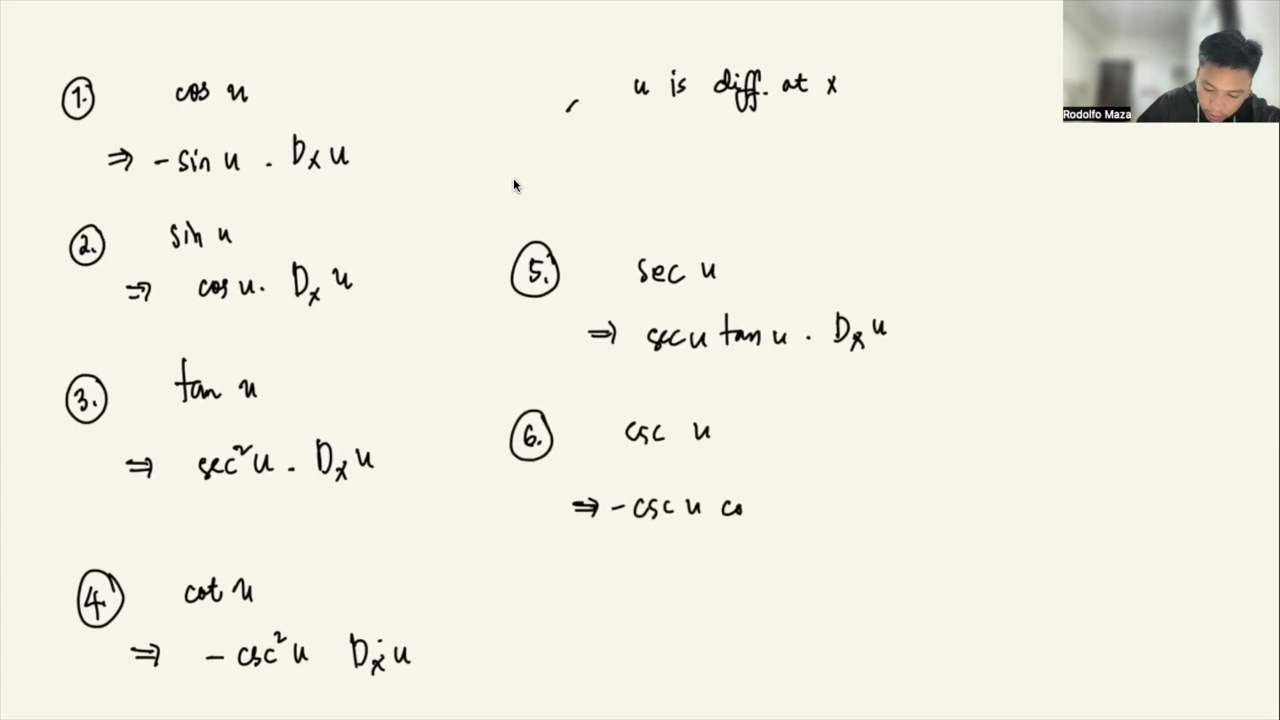 1. cos u
⇒ - sin u . Dₓ u
2. sin u
⇒ cos u . Dₓ u
3. tan u
⇒ sec² u . Dₓ u
4. cot u
⇒ - csc² u Dₓ u
u is diff. at x
5. sec u
⇒ sec u tan u . Dₓ u
6. csc u
⇒ - csc u co
Rodolfo Maza